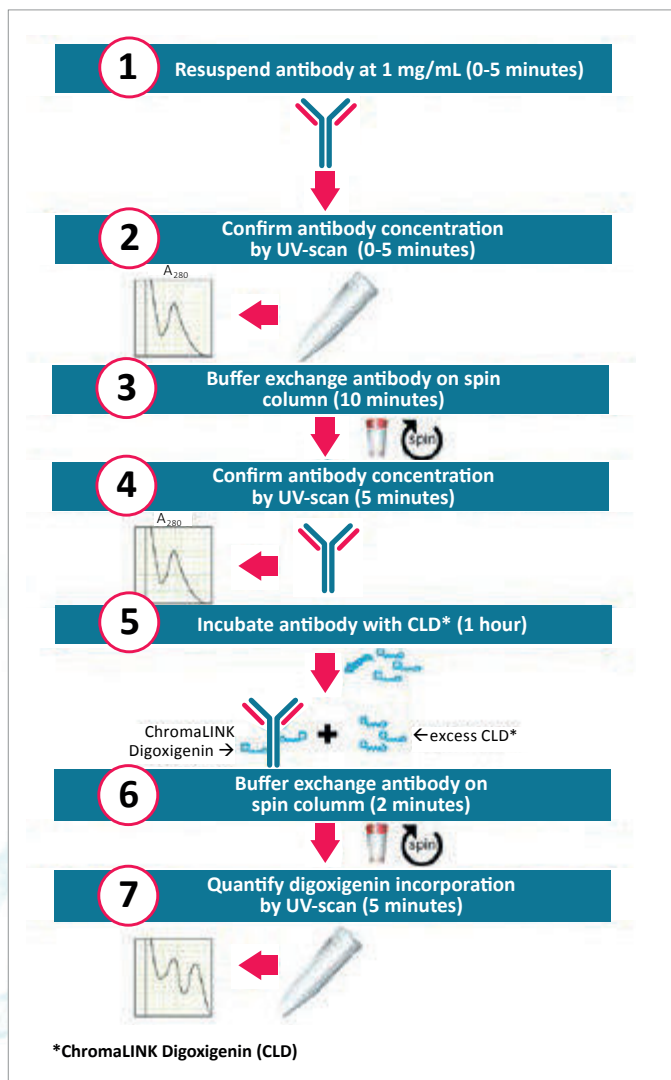 1
Resuspend antibody at 1 mg/mL (0-5 minutes)
2
Confirm antibody concentration
by UV-scan (0-5 minutes)
A280
3
Buffer exchange antibody on spin
column (10 minutes)
spin
4
Confirm antibody concentration
by UV-scan (5 minutes)
A280
5
Incubate antibody with CLD* (1 hour)
ChromaLINK
Digoxigenin →
+
←excess CLD*
6
Buffer exchange antibody on
spin columm (2 minutes)
spin
7
Quantify digoxigenin incorporation
by UV-scan (5 minutes)
*ChromaLINK Digoxigenin (CLD)